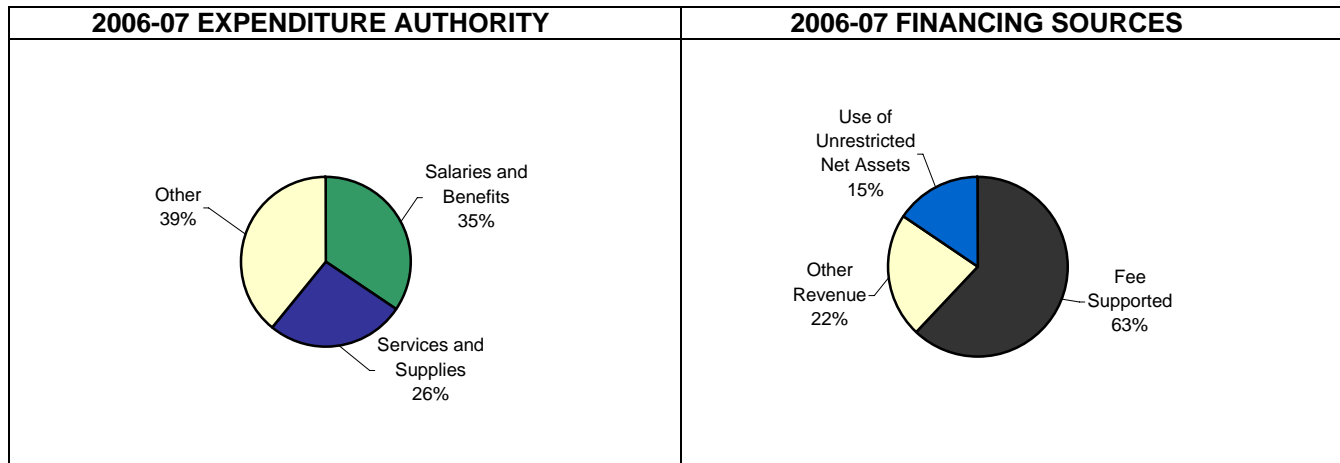 2006-07 EXPENDITURE AUTHORITY
Other
39%
Salaries and
Benefits
35%
Services and
Supplies
26%
2006-07 FINANCING SOURCES
Use of
Unrestricted
Net Assets
15%
Other
Revenue
22%
Fee
Supported
63%